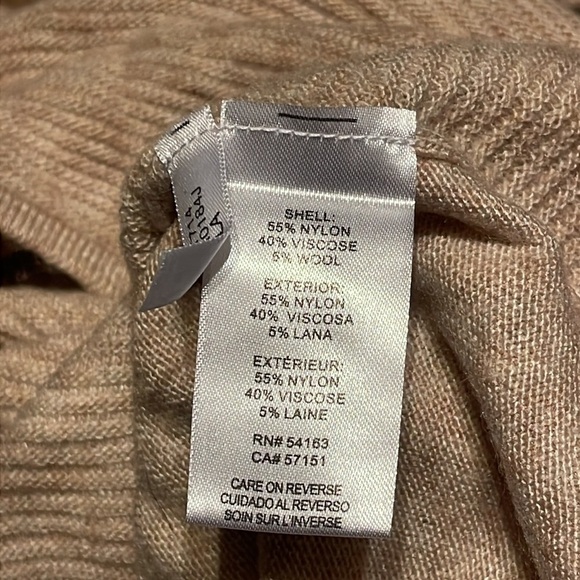 SHELL:
55% NYLON
40% VISCOSE
5% WOOL
EXTERIOR:
55% NYLON
40% VISCOSA
5% LANA
EXTÉRIEUR:
55% NYLON
40% VISCOSE
5% LAINE
RN# 54163
CA# 57151
CARE ON REVERSE
CUIDADO AL REVERSO
SOIN SUR L'INVERSE